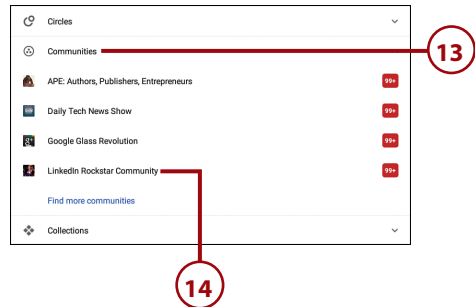 Circles
Communities
13
APE: Authors, Publishers, Entrepreneurs 99+
Daily Tech News Show 99+
Google Glass Revolution 99+
LinkedIn Rockstar Community 99+
Find more communities
Collections
14